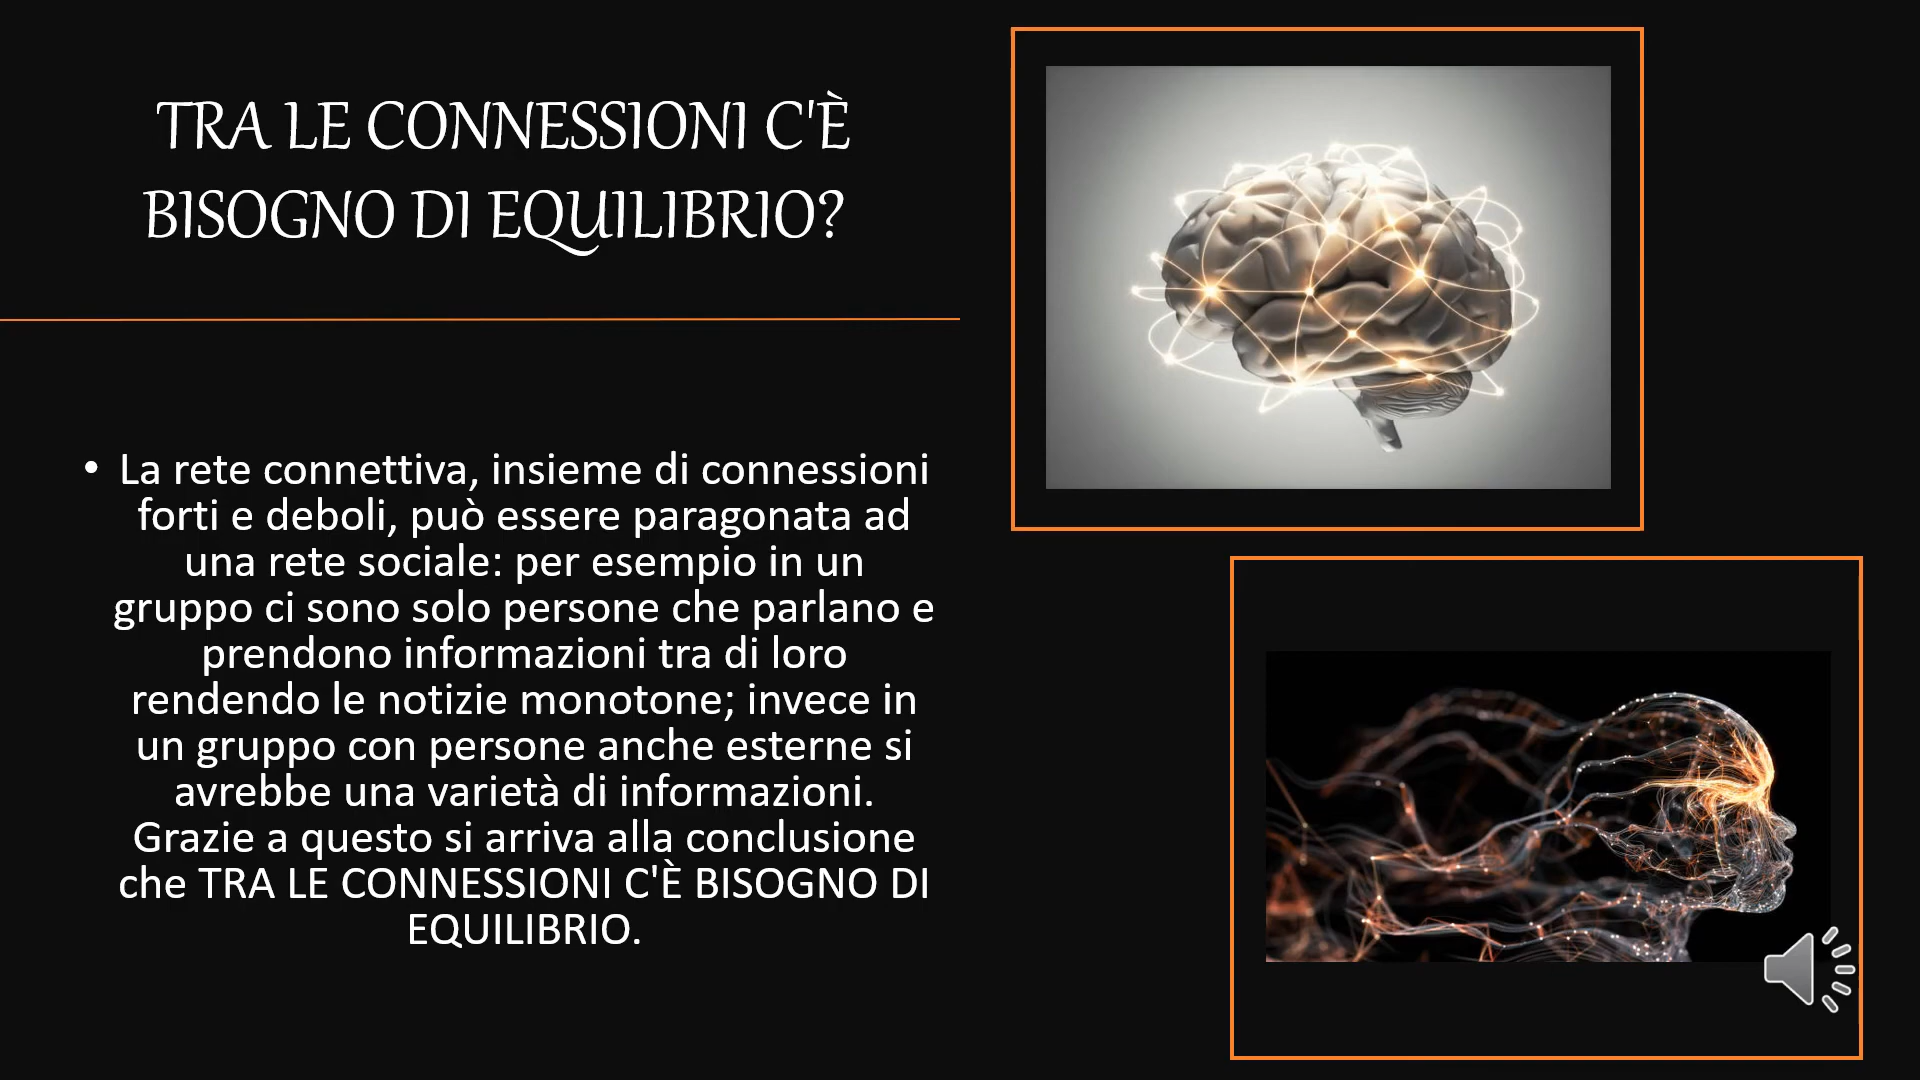 TRA LE CONNESSIONI C'È
BISOGNO DI EQUILIBRIO?
• La rete connettiva, insieme di connessioni
forti e deboli, può essere paragonata ad
una rete sociale: per esempio in un
gruppo ci sono solo persone che parlano e
prendono informazioni tra di loro
rendendo le notizie monotone; invece in
un gruppo con persone anche esterne si
avrebbe una varietà di informazioni.
Grazie a questo si arriva alla conclusione
che TRA LE CONNESSIONI C'È BISOGNO DI
EQUILIBRIO.